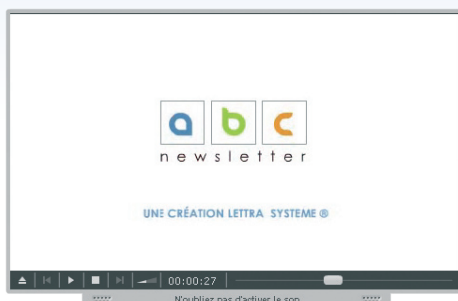 a b c
newsletter
UNE CRÉATION LETTRA SYSTEME ®
00:00:27
N'oubliez pas d'activer le son